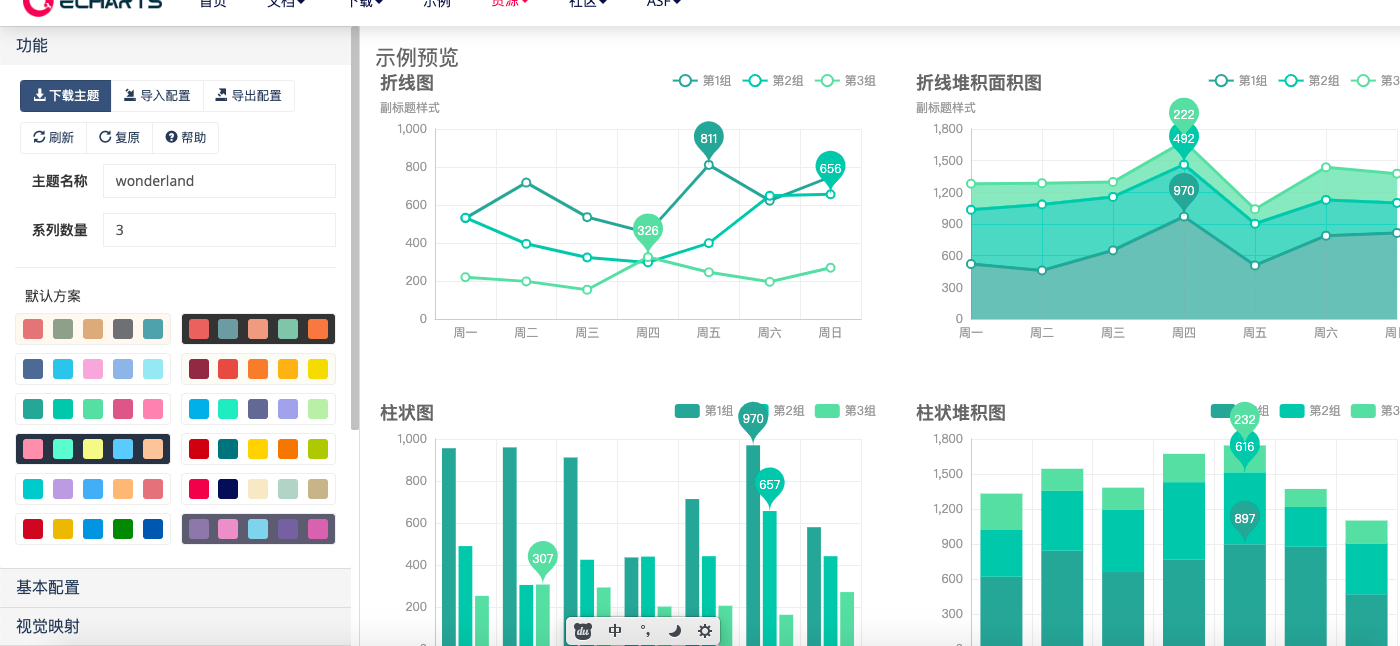 ECHARTS
首页
文档
下载
示例
资源
社区
ASF
功能
下载主题
导入配置
导出配置
刷新
复原
帮助
主题名称
wonderland
系列数量
3
默认方案
基本配置
视觉映射
示例预览
折线图
副标题样式
第1组
第2组
第3组
1,000
800
600
400
200
0
811
656
326
周一
周二
周三
周四
周五
周六
周日
折线堆积面积图
副标题样式
第1组
第2组
第3
1,800
1,500
1,200
900
600
300
0
222
492
970
周一
周二
周三
周四
周五
周六
柱状图
第1组
第2组
第3组
1,000
800
600
400
200
970
657
307
柱状堆积图
组
第2组
第3
1,800
1,500
1,200
900
600
300
232
616
897
du
中
°,